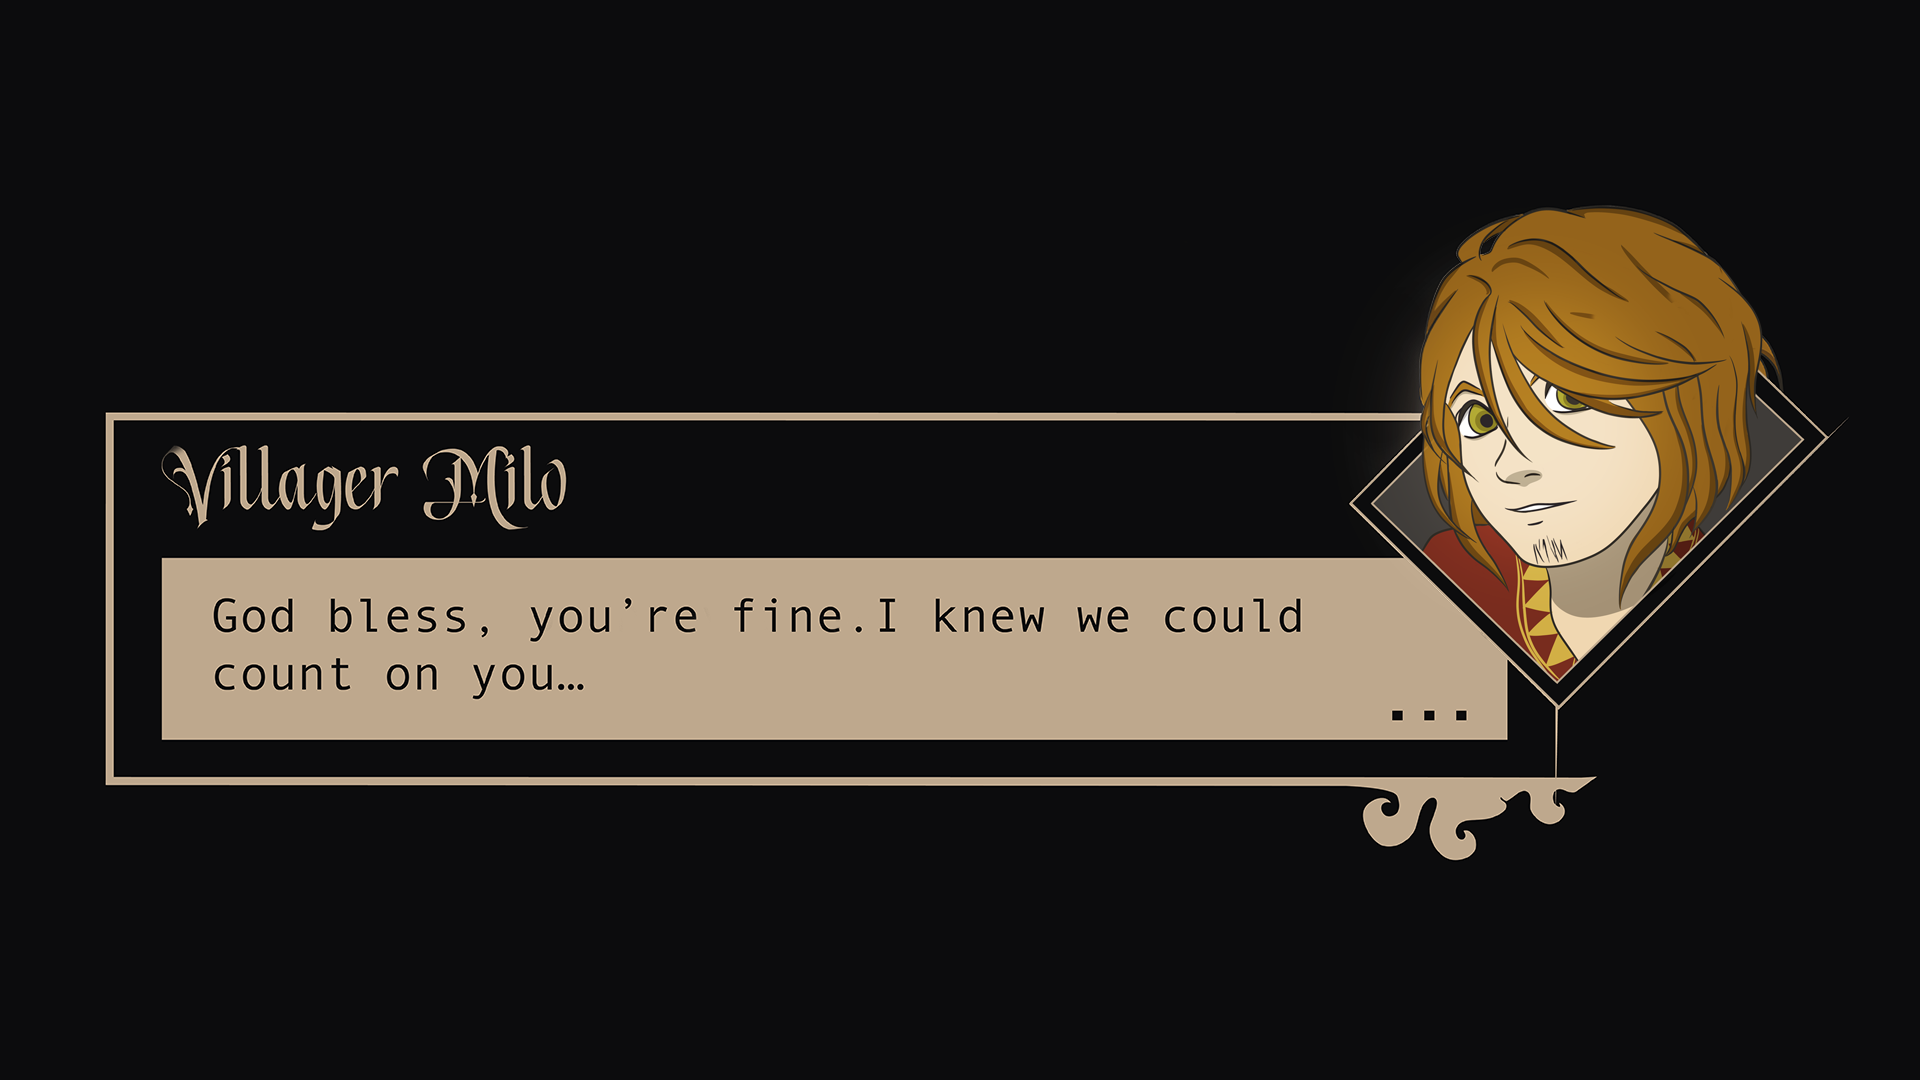 Villager Milo
God bless, you’re fine.I knew we could
count on you…
...